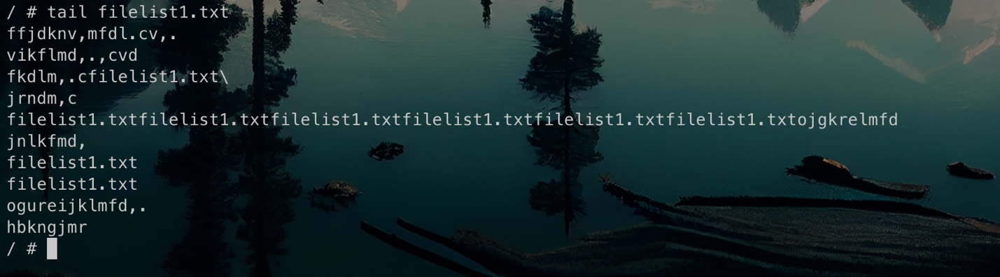 / # tail filelist1.txt
ffjdknv,mfdl.cv,.
vikflmd,.,cvd
fkdlm,.cfilelist1.txt\
jrndm,c
filelist1.txtfilelist1.txtfilelist1.txtfilelist1.txtfilelist1.txtfilelist1.txtojgkrelmfd
jnlkfmd,
filelist1.txt
filelist1.txt
ogureijklmfd,.
hbkngjmr
/ #